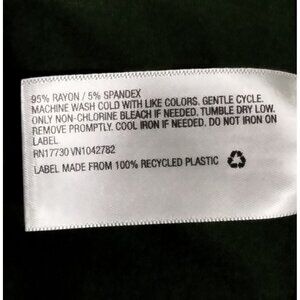 95% RAYON / 5% SPANDEX
MACHINE WASH COLD WITH LIKE COLORS, GENTLE CYCLE.
ONLY NON-CHLORINE BLEACH IF NEEDED, TUMBLE DRY LOW.
REMOVE PROMPTLY. COOL IRON IF NEEDED. DO NOT IRON ON
LABEL
RN17730 VN1042782
LABEL MADE FROM 100% RECYCLED PLASTIC